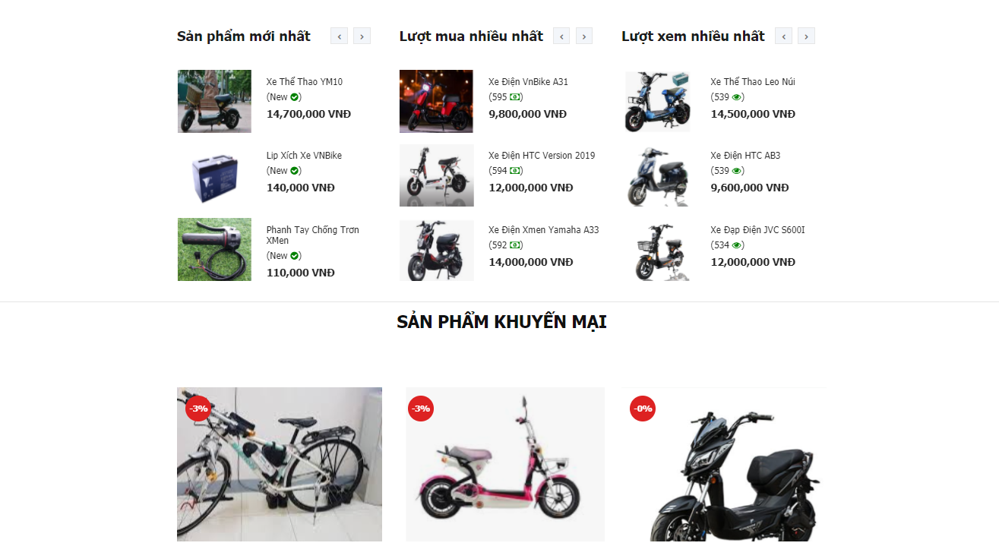 Sản phẩm mới nhất
‹ ›
Xe Thể Thao YM10
(New )
14,700,000 VNĐ
Lip Xích Xe VNBike
(New )
140,000 VNĐ
Phanh Tay Chống Trơn
XMen
(New )
110,000 VNĐ
Lượt mua nhiều nhất
‹ ›
Xe Điện VnBike A31
(595 )
9,800,000 VNĐ
Xe Điện HTC Version 2019
(594 )
12,000,000 VNĐ
Xe Điện Xmen Yamaha A33
(592 )
14,000,000 VNĐ
Lượt xem nhiều nhất
‹ ›
Xe Thể Thao Leo Núi
(539 )
14,500,000 VNĐ
Xe Điện HTC AB3
(539 )
9,600,000 VNĐ
Xe Đạp Điện JVC S600I
(534 )
12,000,000 VNĐ
SẢN PHẨM KHUYẾN MẠI
-3%
-3%
-0%